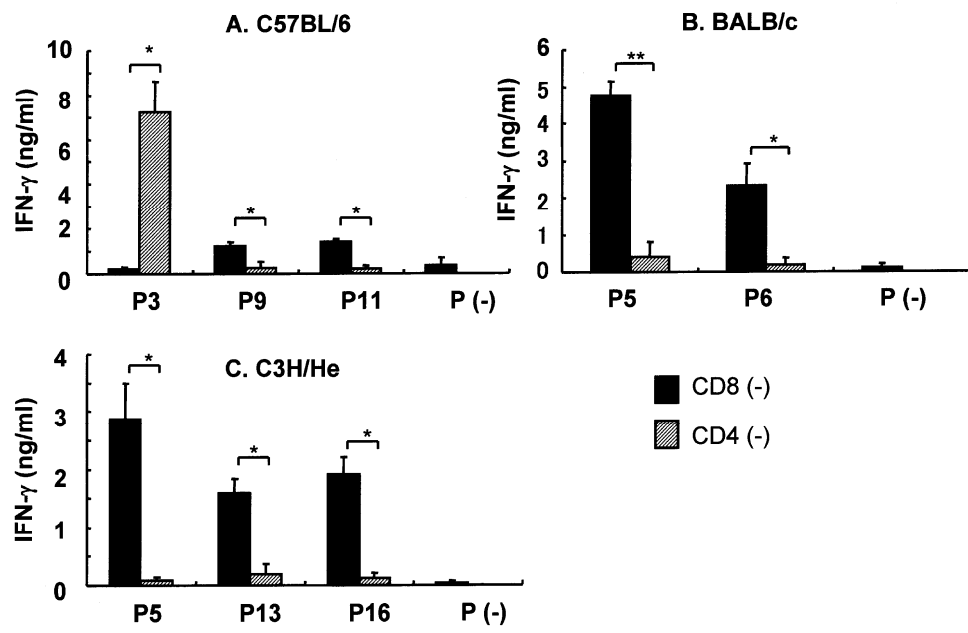 A. C57BL/6
IFN-γ (ng/ml)
10
8
6
4
2
0
*
*
*
P3 P9 P11 P (-)
B. BALB/c
IFN-γ (ng/ml)
6
5
4
3
2
1
0
**
*
P5 P6 P (-)
C. C3H/He
IFN-γ (ng/ml)
4
3
2
1
0
*
*
*
P5 P13 P16 P (-)
CD8 (-)
CD4 (-)